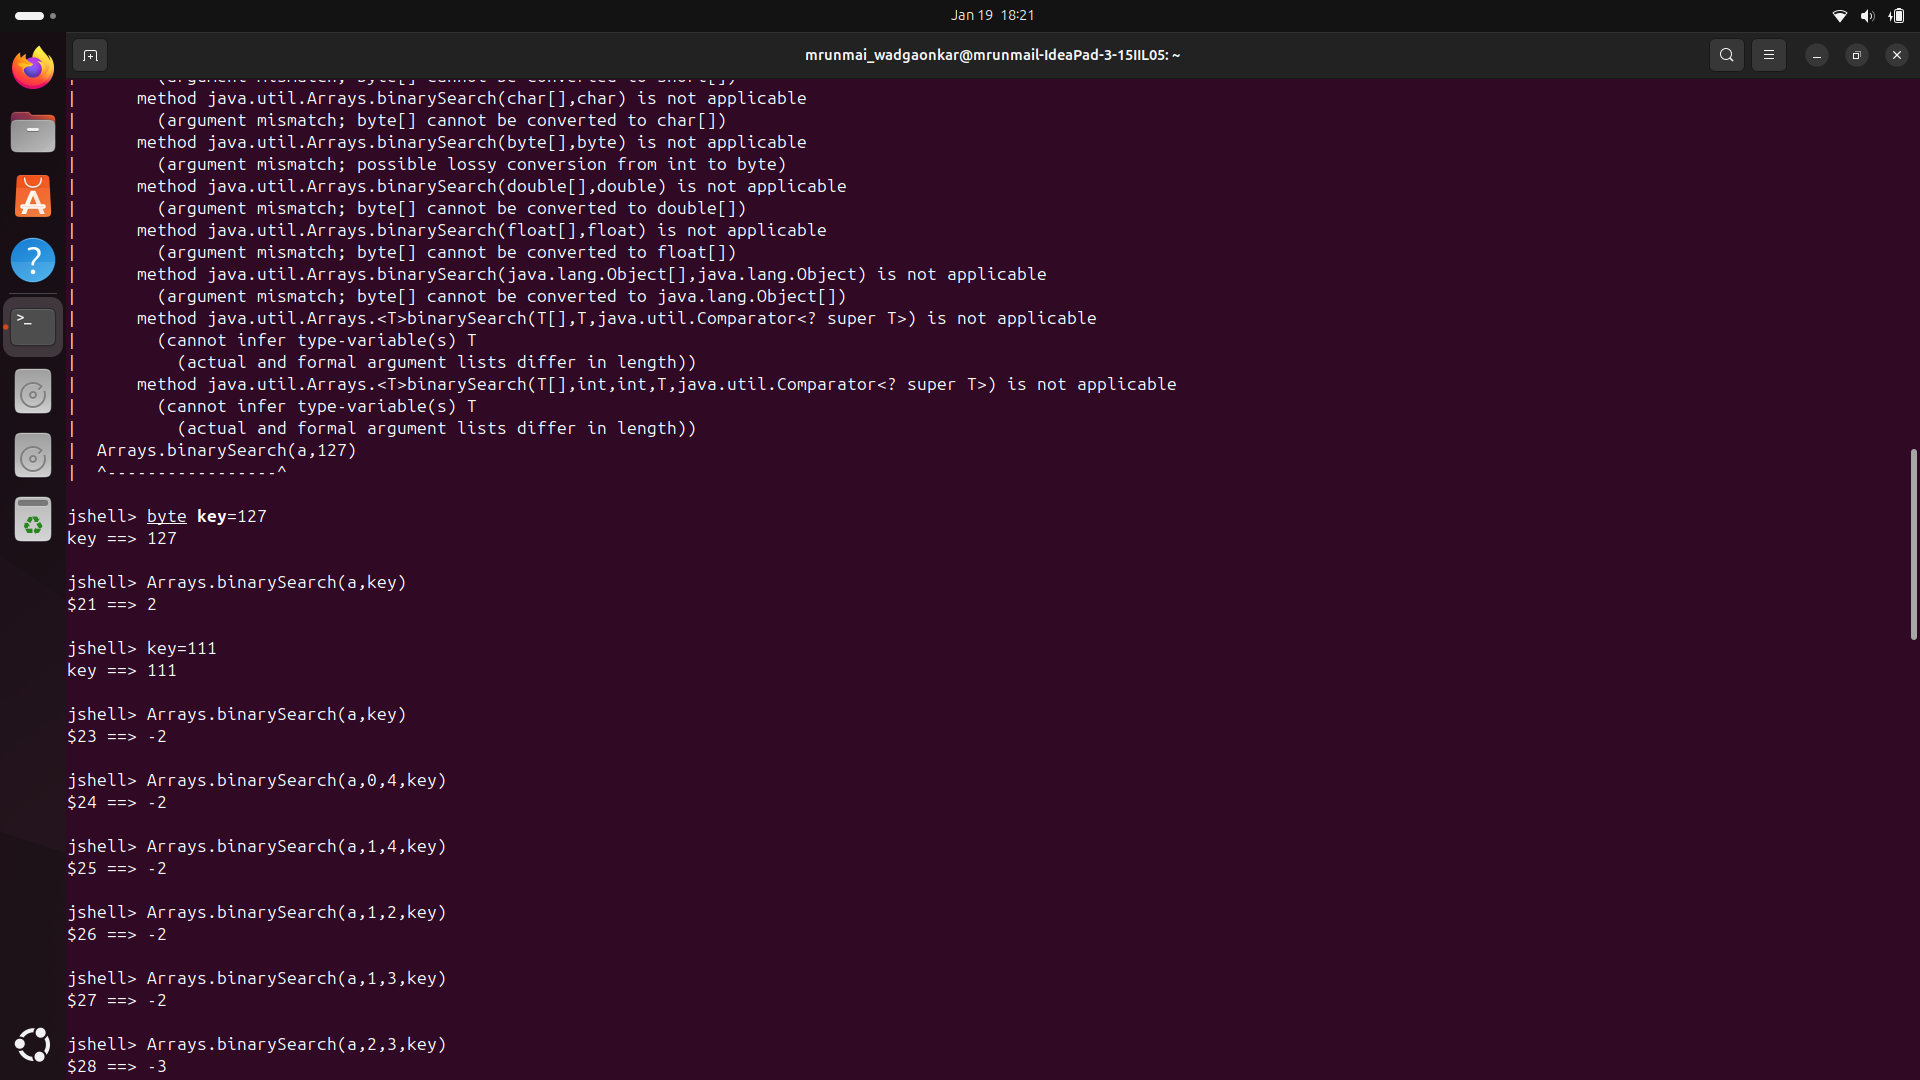 Jan 19 18:21
mrunmai_wadgaonkar@mrunmail-IdeaPad-3-15IIL05: ~
| (argument mismatch; byte[] cannot be converted to short[])
| method java.util.Arrays.binarySearch(char[],char) is not applicable
| (argument mismatch; byte[] cannot be converted to char[])
| method java.util.Arrays.binarySearch(byte[],byte) is not applicable
| (argument mismatch; possible lossy conversion from int to byte)
| method java.util.Arrays.binarySearch(double[],double) is not applicable
| (argument mismatch; byte[] cannot be converted to double[])
| method java.util.Arrays.binarySearch(float[],float) is not applicable
| (argument mismatch; byte[] cannot be converted to float[])
| method java.util.Arrays.binarySearch(java.lang.Object[],java.lang.Object) is not applicable
| (argument mismatch; byte[] cannot be converted to java.lang.Object[])
| method java.util.Arrays.<T>binarySearch(T[],T,java.util.Comparator<? super T>) is not applicable
| (cannot infer type-variable(s) T
| (actual and formal argument lists differ in length))
| method java.util.Arrays.<T>binarySearch(T[],int,int,T,java.util.Comparator<? super T>) is not applicable
| (cannot infer type-variable(s) T
| (actual and formal argument lists differ in length))
| Arrays.binarySearch(a,127)
| ^-----------------^
jshell> byte key=127
key ==> 127
jshell> Arrays.binarySearch(a,key)
$21 ==> 2
jshell> key=111
key ==> 111
jshell> Arrays.binarySearch(a,key)
$23 ==> -2
jshell> Arrays.binarySearch(a,0,4,key)
$24 ==> -2
jshell> Arrays.binarySearch(a,1,4,key)
$25 ==> -2
jshell> Arrays.binarySearch(a,1,2,key)
$26 ==> -2
jshell> Arrays.binarySearch(a,1,3,key)
$27 ==> -2
jshell> Arrays.binarySearch(a,2,3,key)
$28 ==> -3